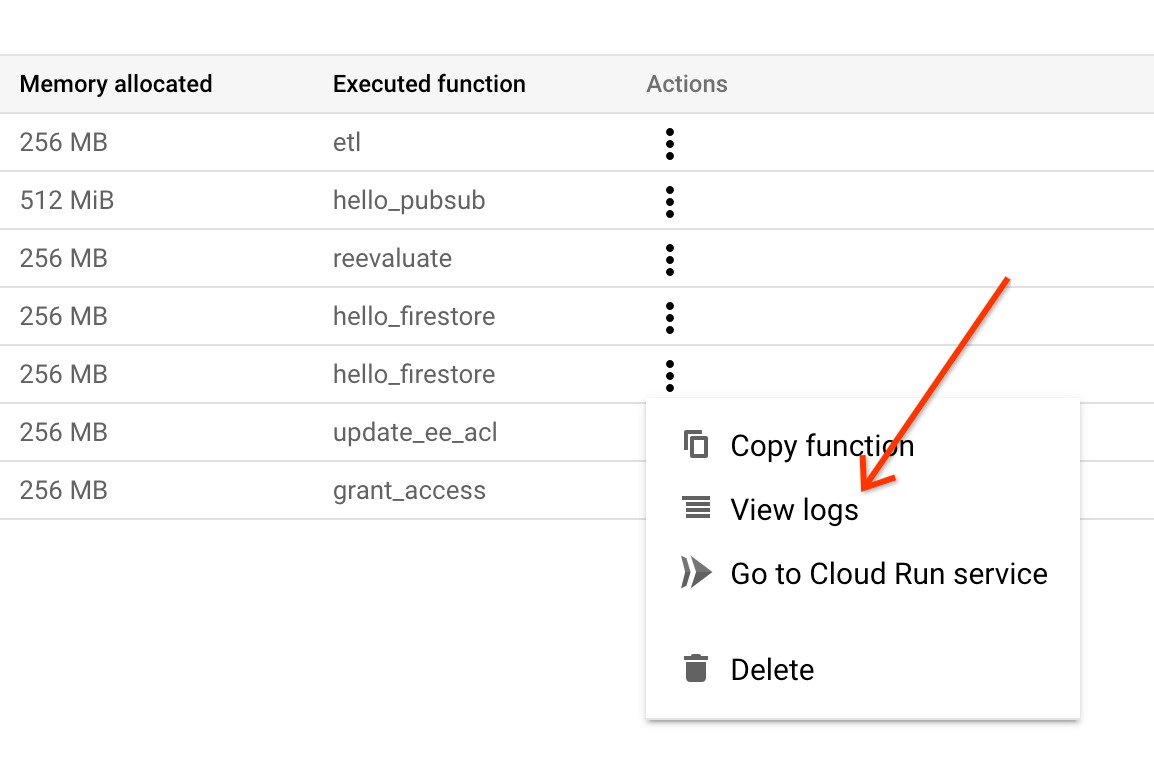 Memory allocated Executed function Actions
256 MB etl
512 MiB hello_pubsub
256 MB reevaluate
256 MB hello_firestore
256 MB hello_firestore
256 MB update_ee_acl
256 MB grant_access
Copy function
View logs
Go to Cloud Run service
Delete